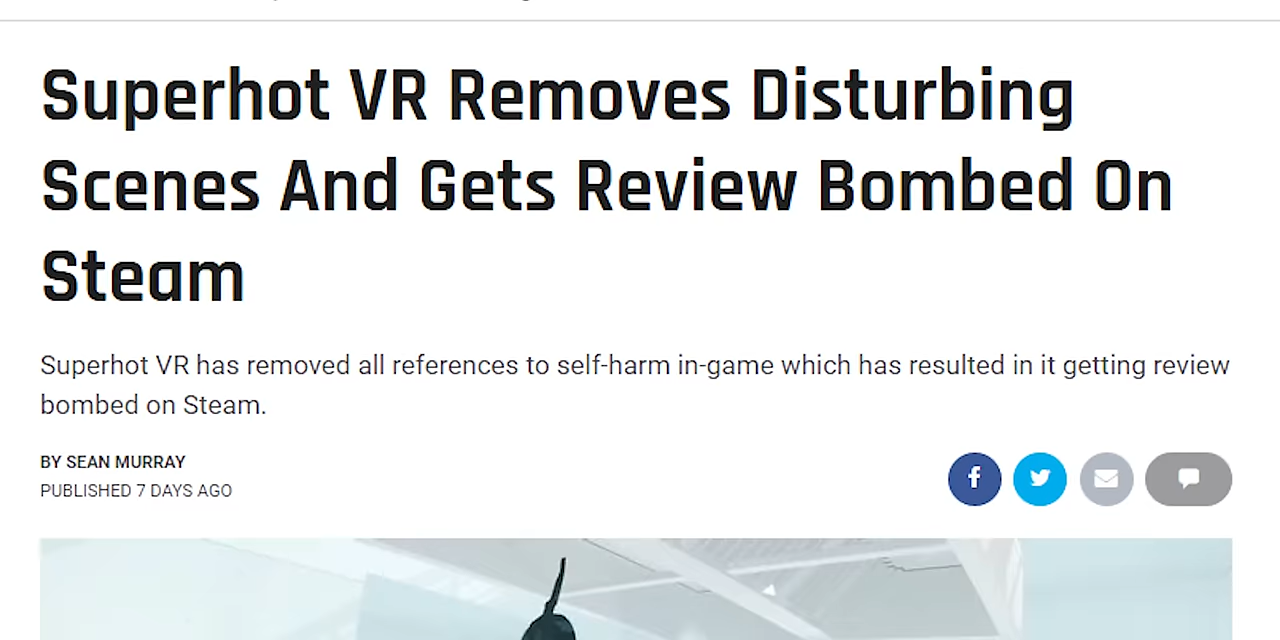 Superhot VR Removes Disturbing
Scenes And Gets Review Bombed On
Steam
Superhot VR has removed all references to self-harm in-game which has resulted in it getting review
bombed on Steam.
BY SEAN MURRAY
PUBLISHED 7 DAYS AGO